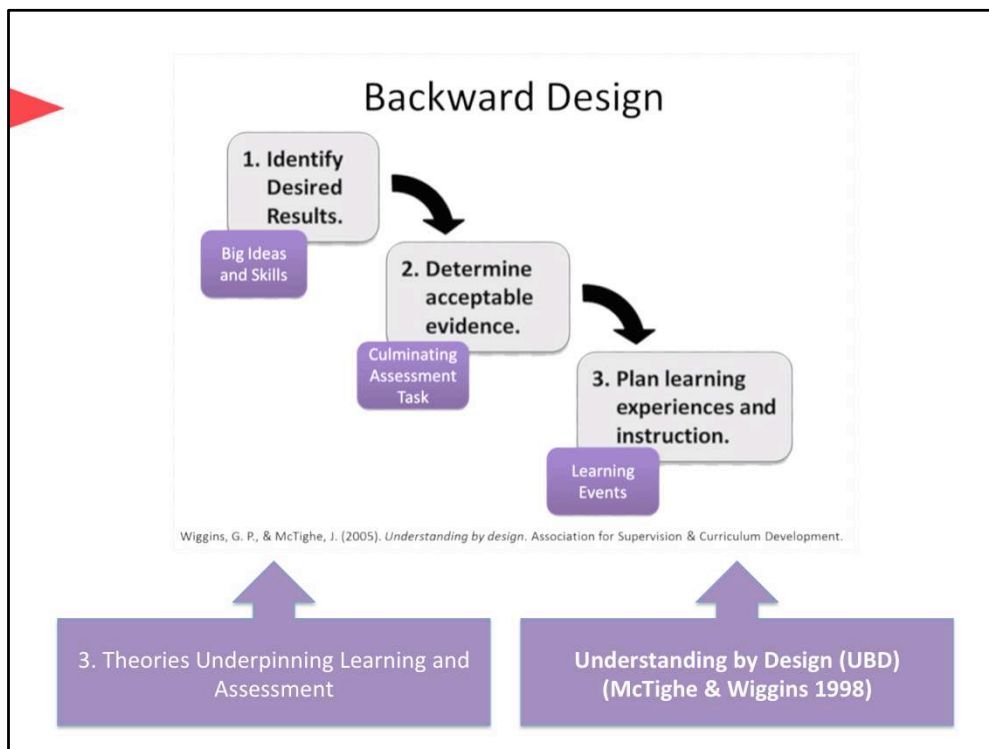 Backward Design
1. Identify
Desired
Results.
Big Ideas
and Skills
2. Determine
acceptable
evidence.
Culminating
Assessment
Task
3. Plan learning
experiences and
instruction.
Learning
Events
Wiggins, G. P., & McTighe, J. (2005). Understanding by design. Association for Supervision & Curriculum Development.
3. Theories Underpinning Learning and
Assessment
Understanding by Design (UBD)
(McTighe & Wiggins 1998)